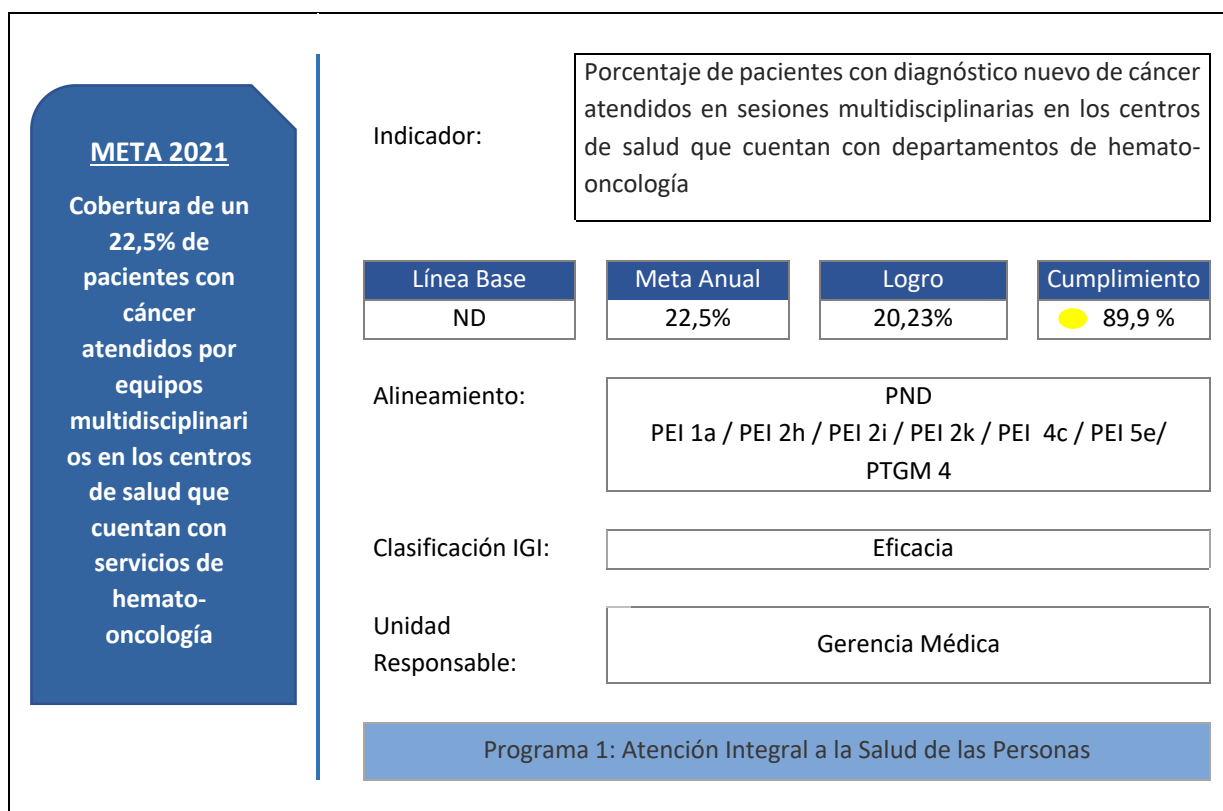 META 2021
Cobertura de un
22,5% de
pacientes con
cáncer
atendidos por
equipos
multidisciplinari
os en los centros
de salud que
cuentan con
servicios de
hemato-
oncología
Indicador:
Porcentaje de pacientes con diagnóstico nuevo de cáncer
atendidos en sesiones multidisciplinarias en los centros
de salud que cuentan con departamentos de hemato-
oncología
Línea Base
ND
Meta Anual
22,5%
Logro
20,23%
Cumplimiento
89,9 %
Alineamiento:
PND
PEI 1a / PEI 2h / PEI 2i / PEI 2k / PEI 4c / PEI 5e/
PTGM 4
Clasificación IGI:
Eficacia
Unidad
Responsable:
Gerencia Médica
Programa 1: Atención Integral a la Salud de las Personas